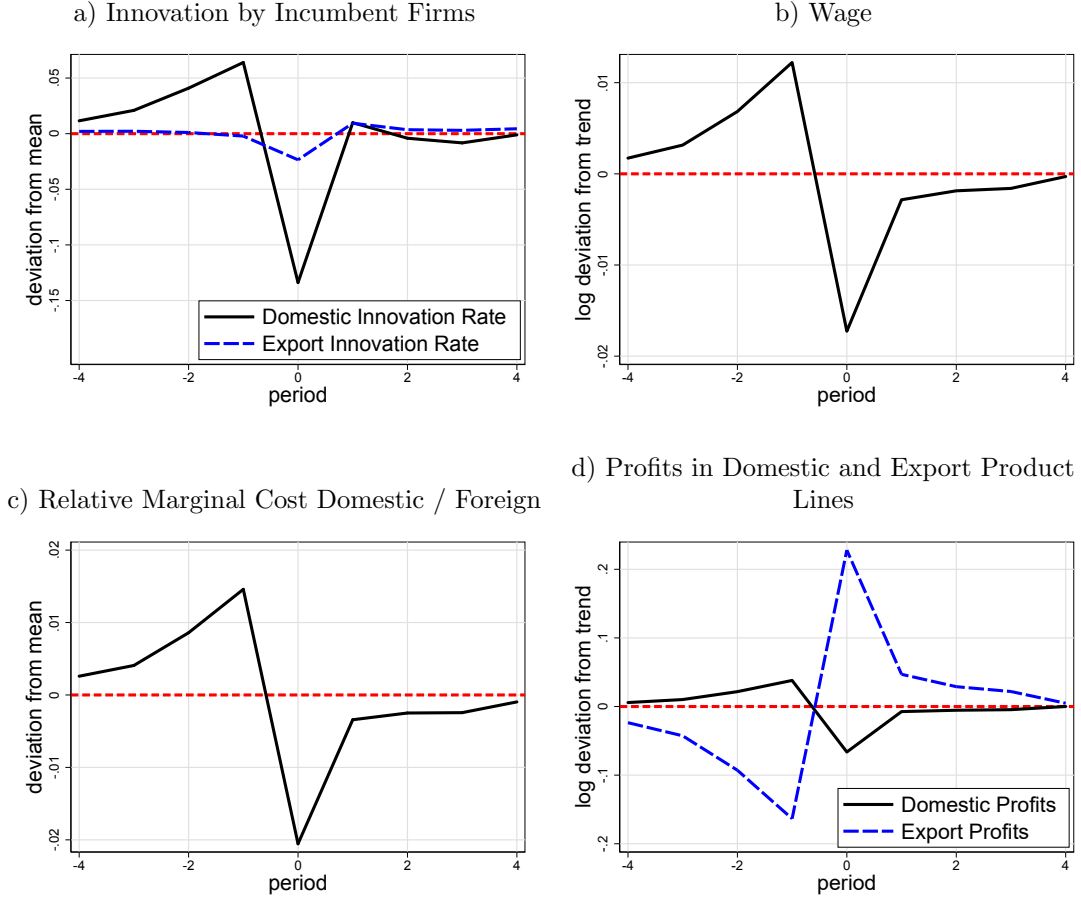 a) Innovation by Incumbent Firms
deviation from mean
.05
0
-.05
-.1
-.15
Domestic Innovation Rate
Export Innovation Rate
-4
-2
0
2
4
period
b) Wage
log deviation from trend
.01
0
-.01
-.02
-4
-2
0
2
4
period
c) Relative Marginal Cost Domestic / Foreign
deviation from mean
.02
.01
0
-.01
-.02
-4
-2
0
2
4
period
d) Profits in Domestic and Export Product
Lines
log deviation from trend
.2
.1
0
-.1
-.2
Domestic Profits
Export Profits
-4
-2
0
2
4
period